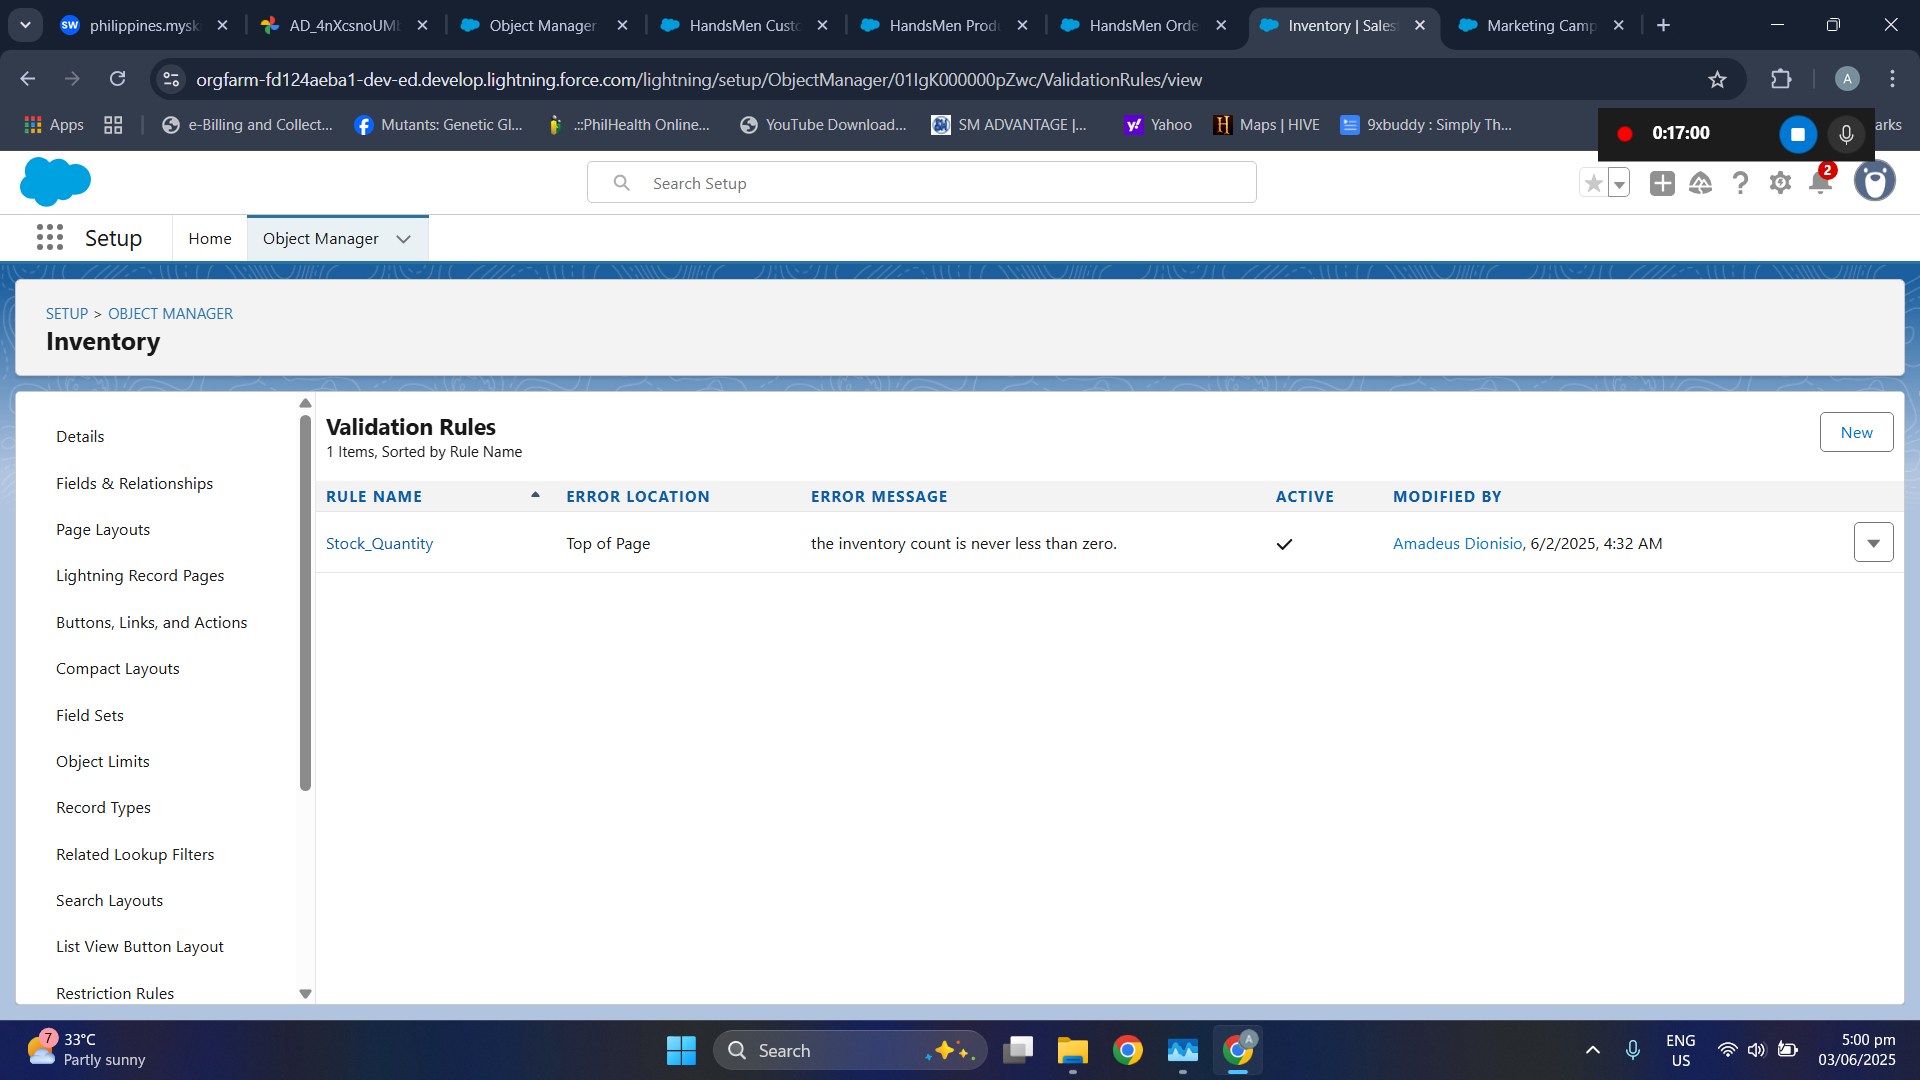 philippines.mysk
AD_4nXcsnoUM
Object Manager
HandsMen Custo
HandsMen Produ
HandsMen Orde
Inventory | Sales
Marketing Camp
orgfarm-fd124aeba1-dev-ed.develop.lightning.force.com/lightning/setup/ObjectManager/01IgK000000pZwc/ValidationRules/view
A
Apps
e-Billing and Collect...
Mutants: Genetic Gl...
.::PhilHealth Online...
YouTube Download...
SM ADVANTAGE |...
Yahoo
Maps | HIVE
9xbuddy : Simply Th...
0:17:00
arks
Search Setup
2
Setup
Home
Object Manager
SETUP > OBJECT MANAGER
Inventory
Details
Fields & Relationships
Page Layouts
Lightning Record Pages
Buttons, Links, and Actions
Compact Layouts
Field Sets
Object Limits
Record Types
Related Lookup Filters
Search Layouts
List View Button Layout
Restriction Rules
Validation Rules
1 Items, Sorted by Rule Name
New
RULE NAME ERROR LOCATION ERROR MESSAGE ACTIVE MODIFIED BY
Stock_Quantity Top of Page the inventory count is never less than zero. Amadeus Dionisio, 6/2/2025, 4:32 AM
7
33°C
Partly sunny
Search
A
ENG
US
5:00 pm
03/06/2025